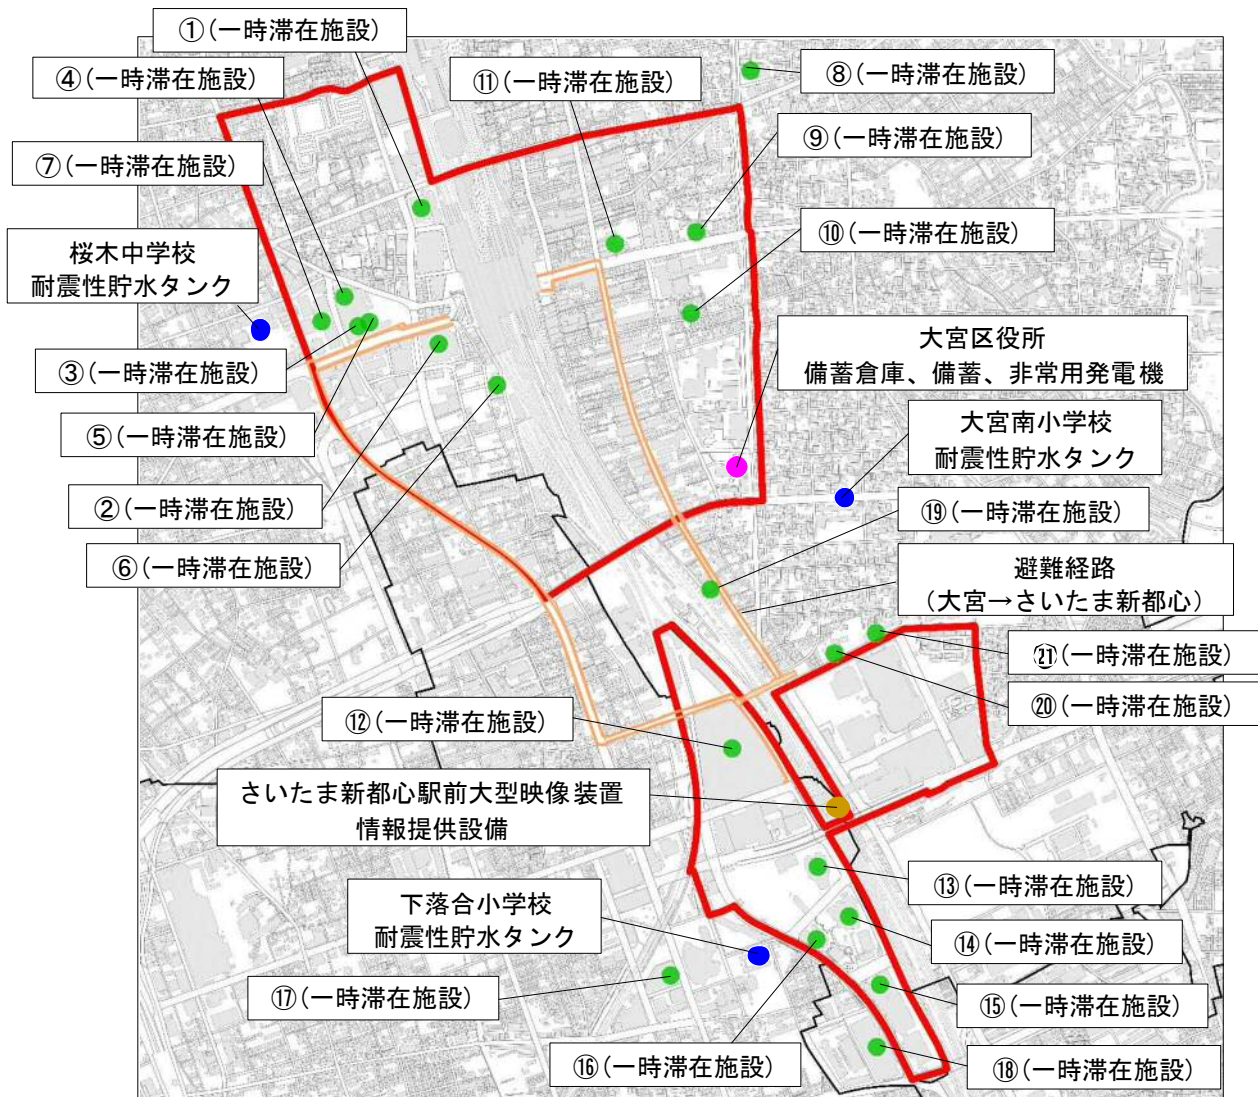 ①(一時滞在施設)
④(一時滞在施設)
⑪(一時滞在施設)
⑧(一時滞在施設)
⑨(一時滞在施設)
⑦(一時滞在施設)
⑩(一時滞在施設)
桜木中学校
耐震性貯水タンク
大宮区役所
備蓄倉庫、備蓄、非常用発電機
③(一時滞在施設)
⑤(一時滞在施設)
大宮南小学校
耐震性貯水タンク
②(一時滞在施設)
⑲(一時滞在施設)
⑥(一時滞在施設)
避難経路
(大宮→さいたま新都心)
㉑(一時滞在施設)
⑳(一時滞在施設)
⑫(一時滞在施設)
さいたま新都心駅前大型映像装置
情報提供設備
⑬(一時滞在施設)
下落合小学校
耐震性貯水タンク
⑭(一時滞在施設)
⑰(一時滞在施設)
⑮(一時滞在施設)
⑯(一時滞在施設)
⑱(一時滞在施設)